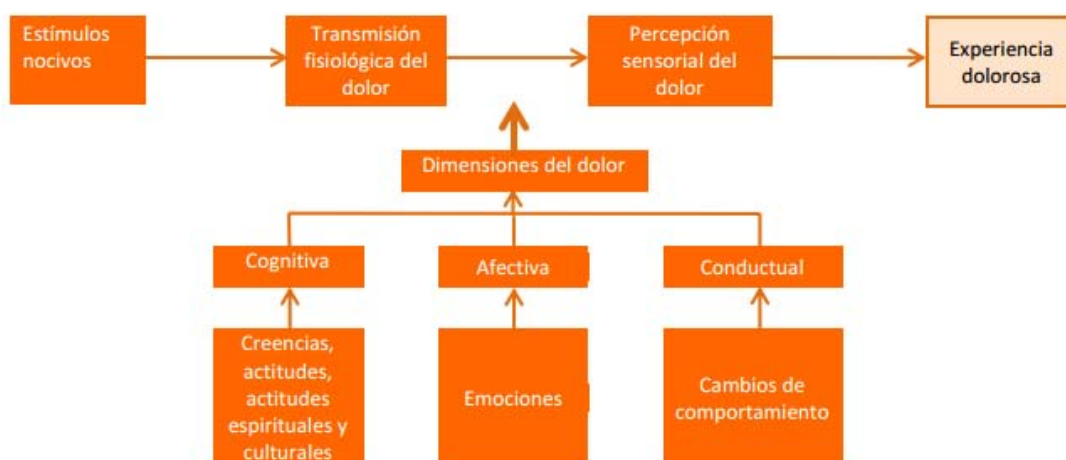 Estímulos
nocivos
Transmisión
fisiológica del
dolor
Percepción
sensorial del
dolor
Experiencia
dolorosa
Dimensiones del dolor
Cognitiva
Afectiva
Conductual
Creencias,
actitudes,
actitudes
espirituales y
culturales
Emociones
Cambios de
comportamiento